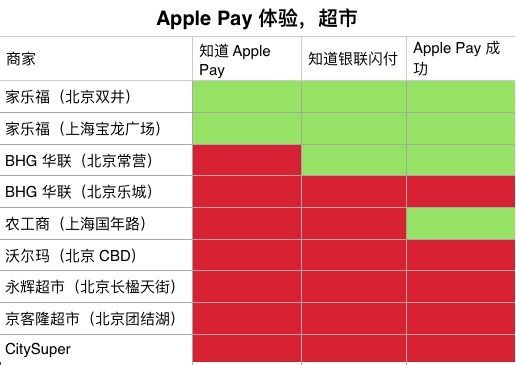 Apple Pay 体验，超市
商家
知道 Apple
Pay
知道银联闪付
Apple Pay 成
功
家乐福（北京双井）
家乐福（上海宝龙广场）
BHG 华联（北京常营）
BHG 华联（北京乐城）
农工商（上海国年路）
沃尔玛（北京 CBD）
永辉超市（北京长楹天街）
京客隆超市（北京团结湖）
CitySuper